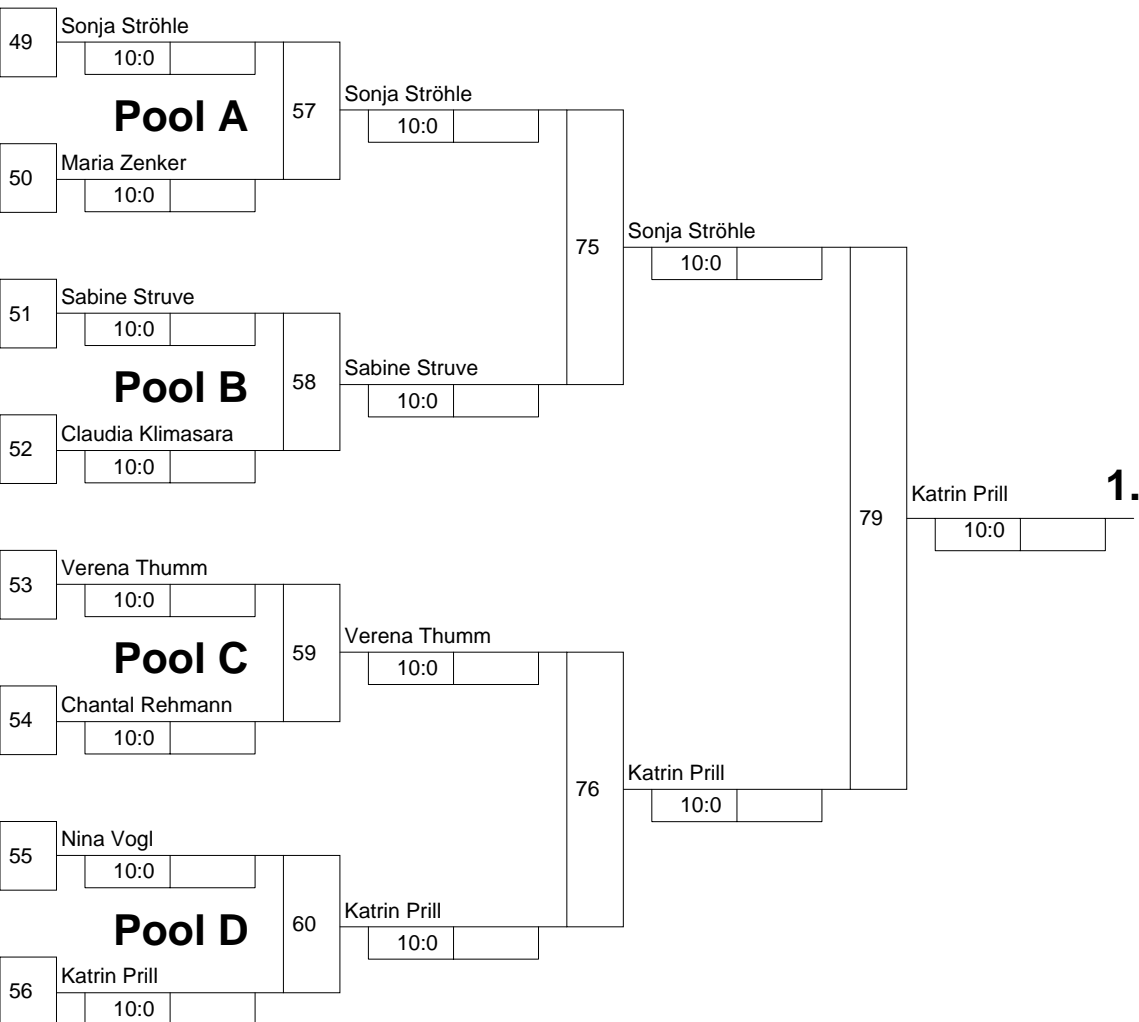 49 Sonja Ströhle
10:0
Pool A 57 Sonja Ströhle
10:0
50 Maria Zenker
10:0
75 Sonja Ströhle
10:0
51 Sabine Struve
10:0
Pool B 58 Sabine Struve
10:0
52 Claudia Klimasara
10:0
79 Katrin Prill 1.
10:0
53 Verena Thumm
10:0
Pool C 59 Verena Thumm
10:0
54 Chantal Rehmann
10:0
76 Katrin Prill
10:0
55 Nina Vogl
10:0
Pool D 60 Katrin Prill
10:0
56 Katrin Prill
10:0